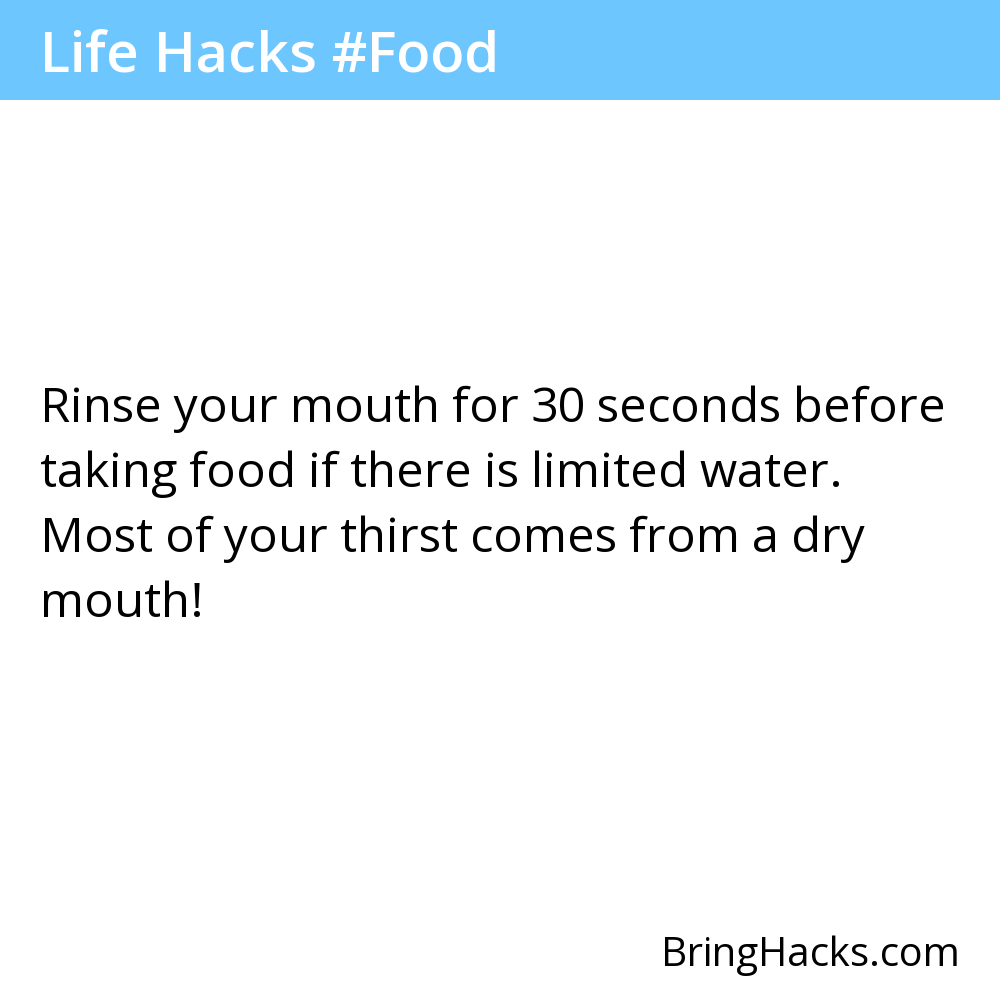 Life Hacks #Food
Rinse your mouth for 30 seconds before
taking food if there is limited water.
Most of your thirst comes from a dry
mouth!
BringHacks.com